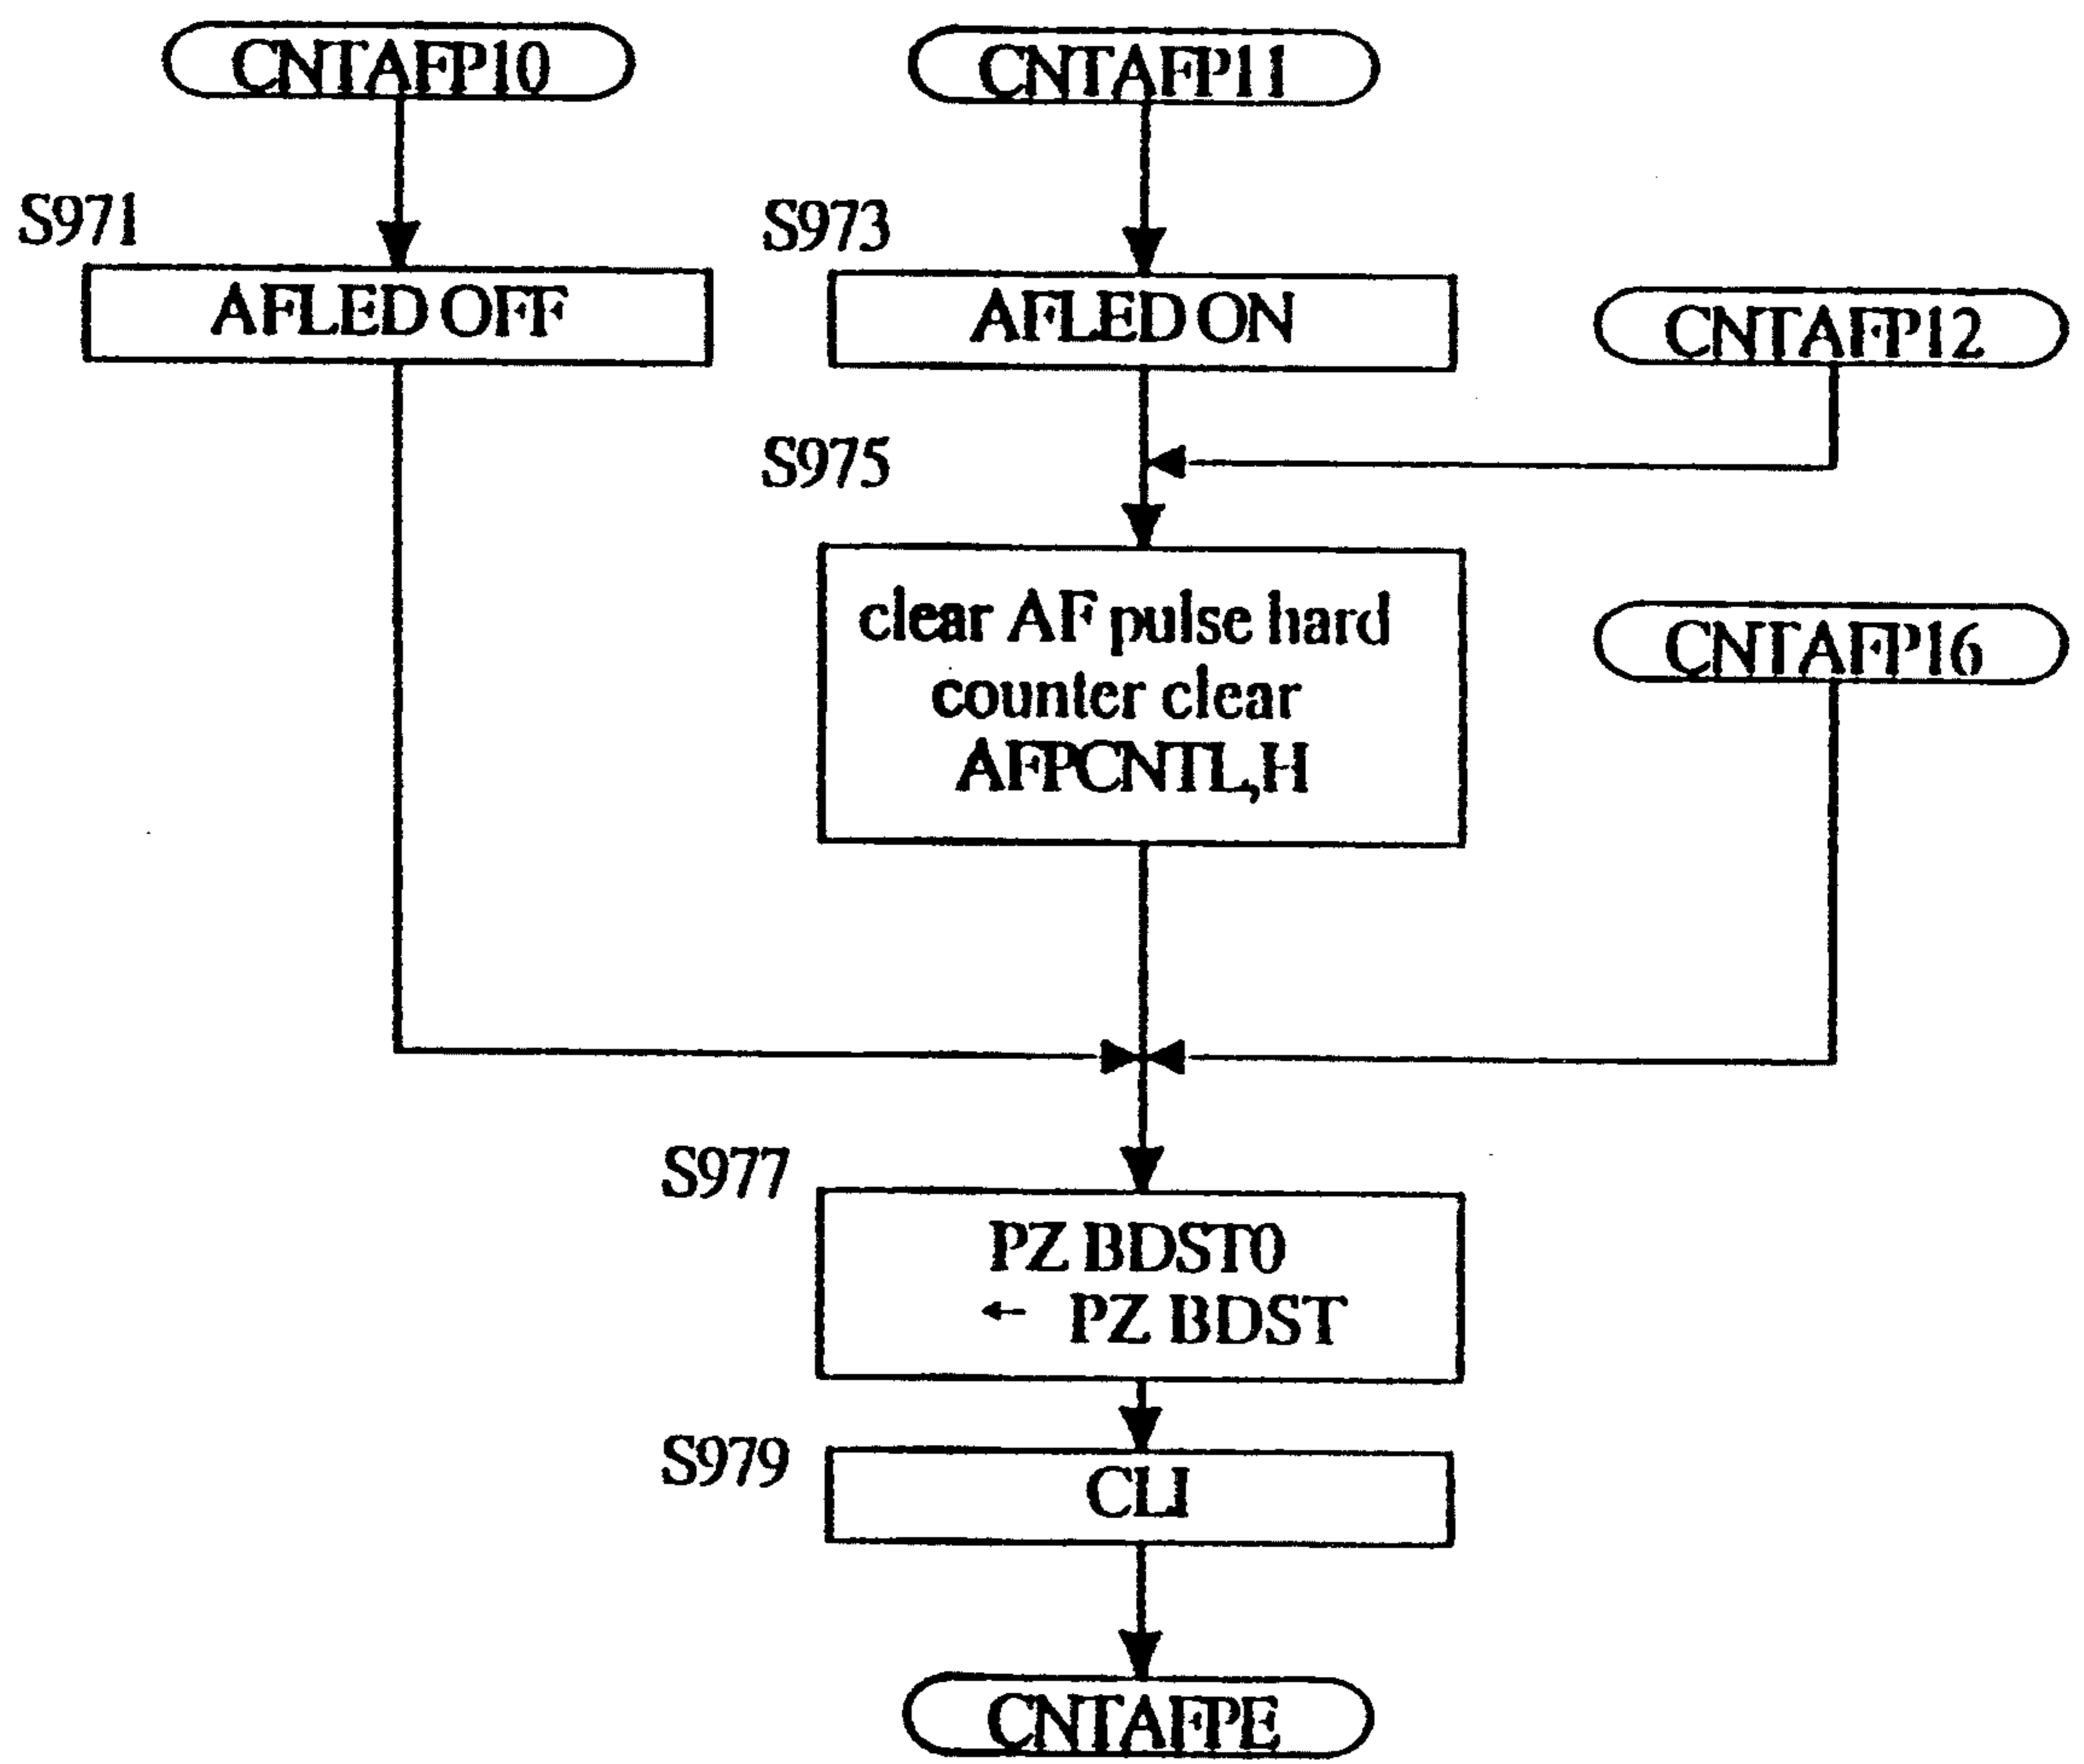 CNTAFP10
CNTAFP11
S971
S973
AFLED OFF
AFLED ON
CNTAFP12
S975
clear AF pulse hard
counter clear
AFPCNTL,H
CNTAFP16
S977
PZ BDST0
← PZ BDST
S979
CLI
CNTAFPE